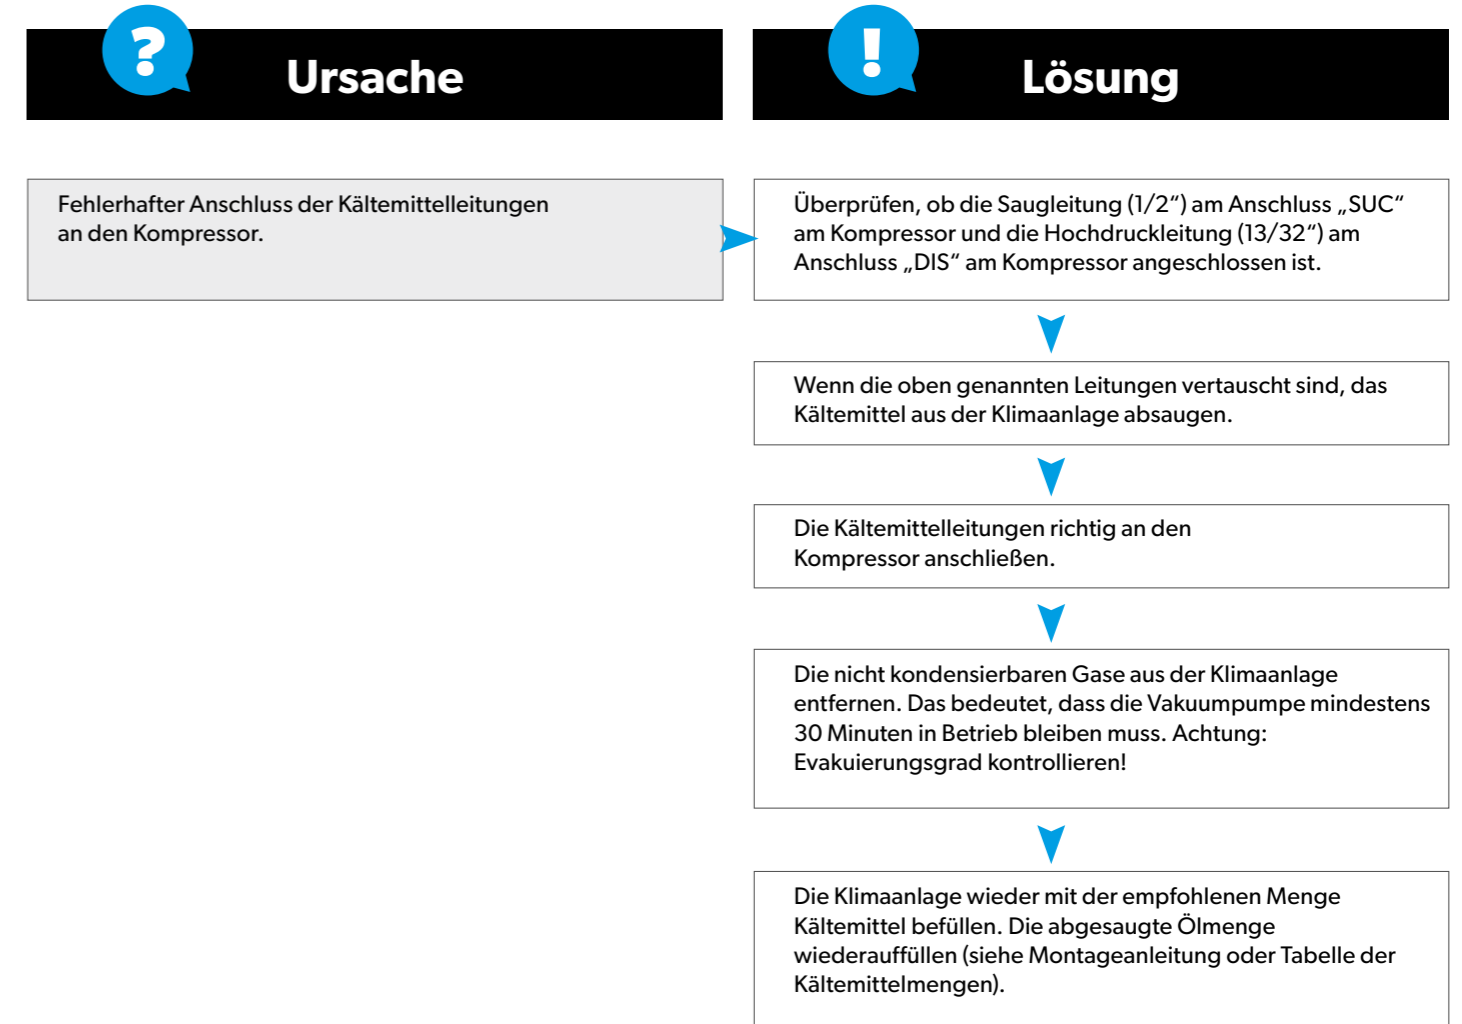 ?
Ursache
!
Lösung
Fehlerhafter Anschluss der Kältemittelleitungen
an den Kompressor.
Überprüfen, ob die Saugleitung (1/2“) am Anschluss „SUC“
am Kompressor und die Hochdruckleitung (13/32“) am
Anschluss „DIS“ am Kompressor angeschlossen ist.
Wenn die oben genannten Leitungen vertauscht sind, das
Kältemittel aus der Klimaanlage absaugen.
Die Kältemittelleitungen richtig an den
Kompressor anschließen.
Die nicht kondensierbaren Gase aus der Klimaanlage
entfernen. Das bedeutet, dass die Vakuumpumpe mindestens
30 Minuten in Betrieb bleiben muss. Achtung:
Evakuierungsgrad kontrollieren!
Die Klimaanlage wieder mit der empfohlenen Menge
Kältemittel befüllen. Die abgesaugte Ölmenge
wiederauffüllen (siehe Montageanleitung oder Tabelle der
Kältemittelmengen).